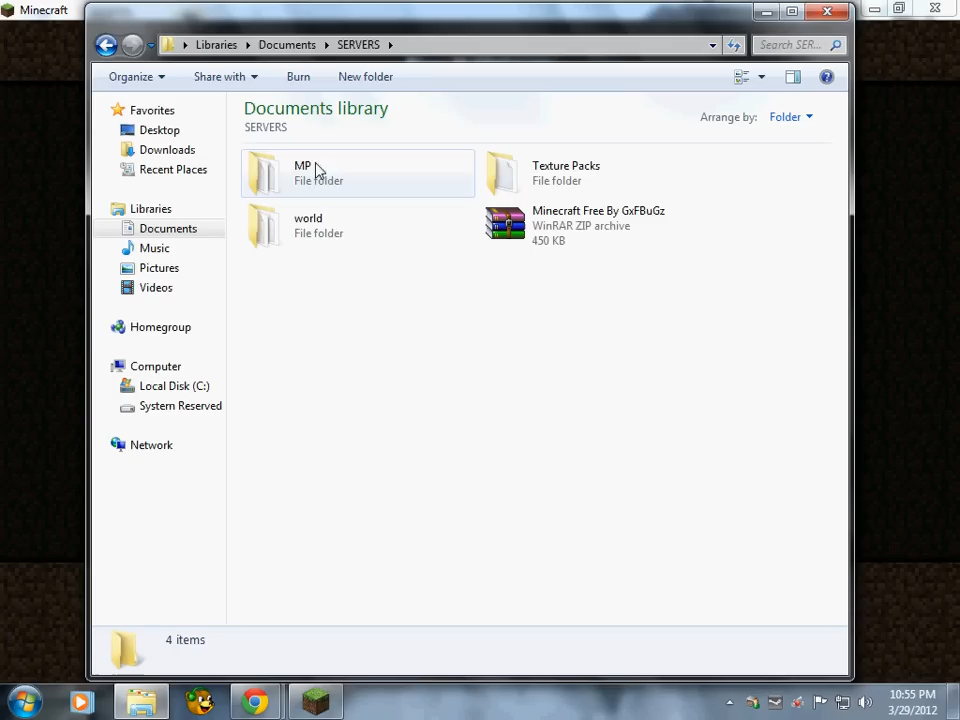 Minecraft
Libraries
Documents
SERVERS
Search SER...
Organize
Share with
Burn
New folder
Favorites
Desktop
Downloads
Recent Places
Libraries
Documents
Music
Pictures
Videos
Homegroup
Computer
Local Disk (C:)
System Reserved
Network
Documents library
SERVERS
Arrange by: Folder
MP
File folder
Texture Packs
File folder
world
File folder
Minecraft Free By GxFBuGz
WinRAR ZIP archive
450 KB
4 items
10:55 PM
3/29/2012